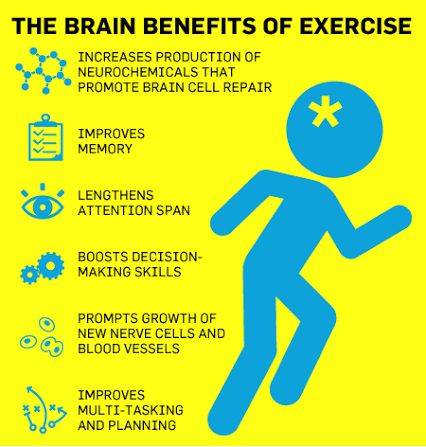 THE BRAIN BENEFITS OF EXERCISE
INCREASES PRODUCTION OF
NEUROCHEMICALS THAT
PROMOTE BRAIN CELL REPAIR
IMPROVES
MEMORY
LENGTHENS
ATTENTION SPAN
BOOSTS DECISION-
MAKING SKILLS
PROMPTS GROWTH OF
NEW NERVE CELLS AND
BLOOD VESSELS
IMPROVES
MULTI-TASKING
AND PLANNING